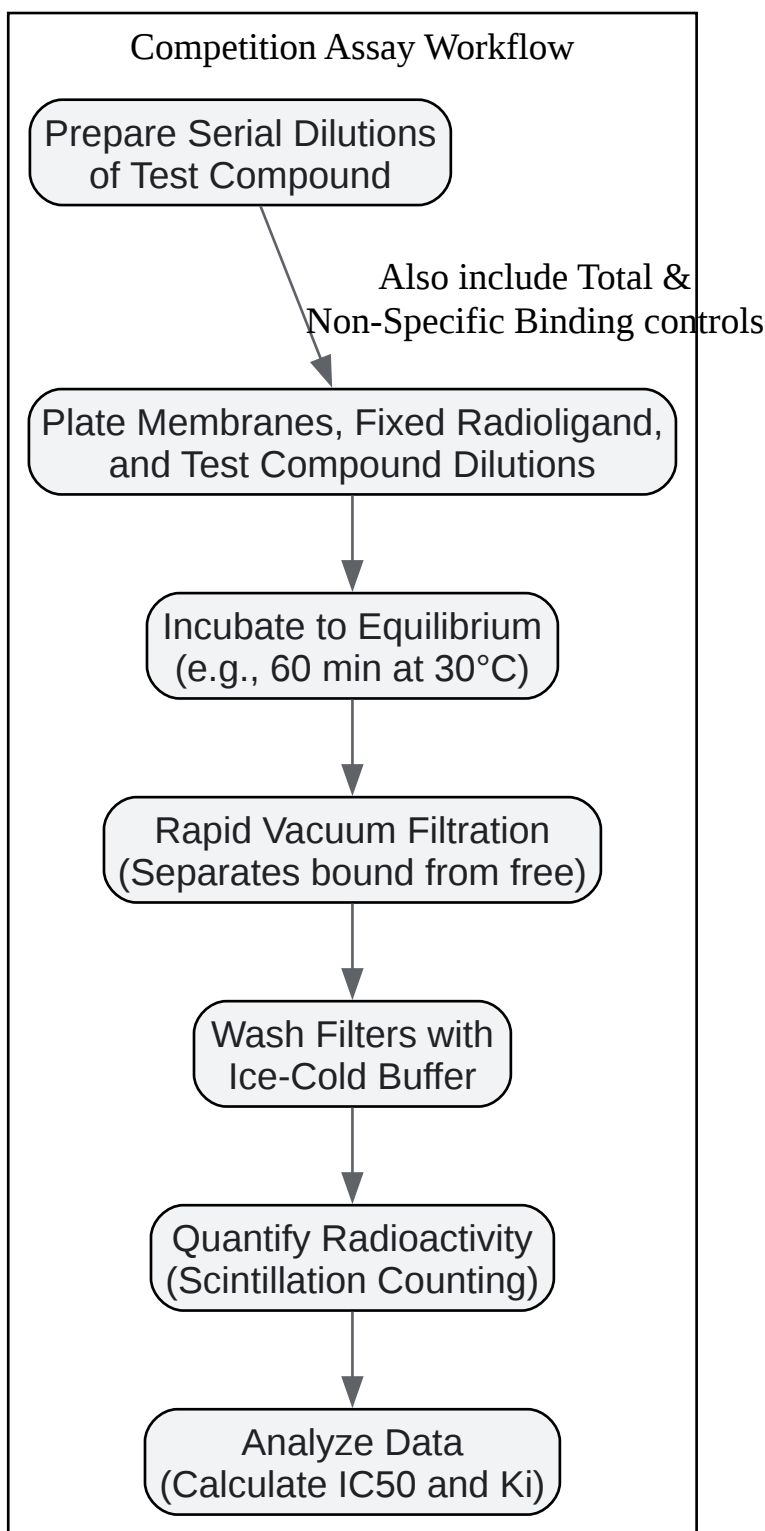 Competition Assay Workflow
Prepare Serial Dilutions
of Test Compound
Also include Total &
Non-Specific Binding controls
Plate Membranes, Fixed Radioligand,
and Test Compound Dilutions
Incubate to Equilibrium
(e.g., 60 min at 30°C)
Rapid Vacuum Filtration
(Separates bound from free)
Wash Filters with
Ice-Cold Buffer
Quantify Radioactivity
(Scintillation Counting)
Analyze Data
(Calculate IC50 and Ki)